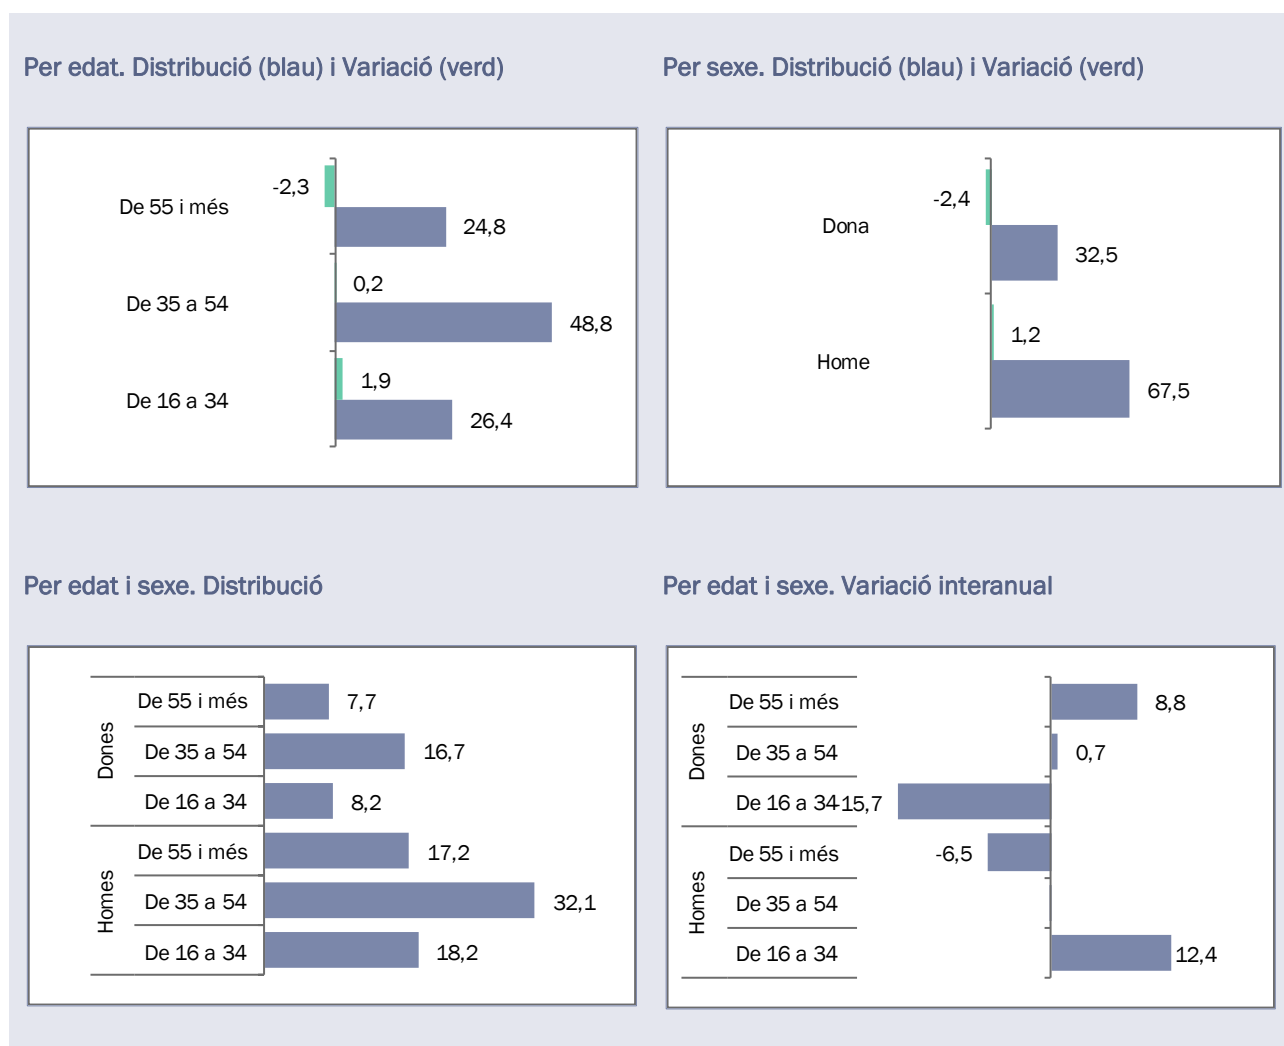 Per edat. Distribució (blau) i Variació (verd)
De 55 i més
-2,3
24,8
De 35 a 54
0,2
48,8
De 16 a 34
1,9
26,4
Per sexe. Distribució (blau) i Variació (verd)
Dona
-2,4
32,5
Home
1,2
67,5
Per edat i sexe. Distribució
Dones
De 55 i més
7,7
De 35 a 54
16,7
De 16 a 34
8,2
Homes
De 55 i més
17,2
De 35 a 54
32,1
De 16 a 34
18,2
Per edat i sexe. Variació interanual
Dones
De 55 i més
8,8
De 35 a 54
0,7
De 16 a 34
15,7
Homes
De 55 i més
-6,5
De 35 a 54
De 16 a 34
12,4